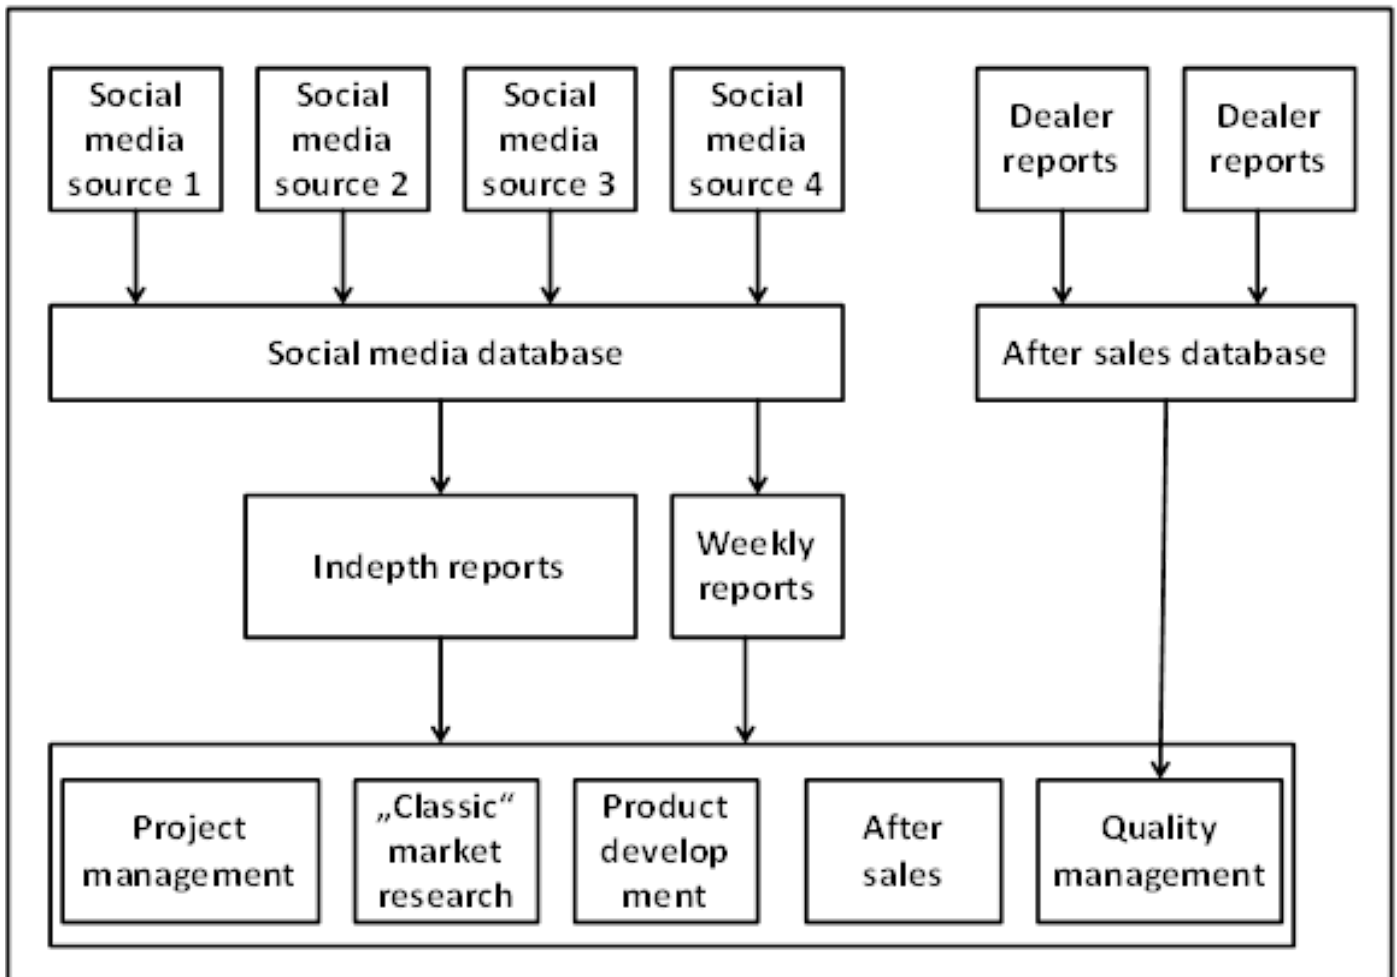 Social
media
source 1
Social
media
source 2
Social
media
source 3
Social
media
source 4
Dealer
reports
Dealer
reports
Social media database
After sales database
Indepth reports
Weekly
reports
Project
management
„Classic“
market
research
Product
develop
ment
After
sales
Quality
management